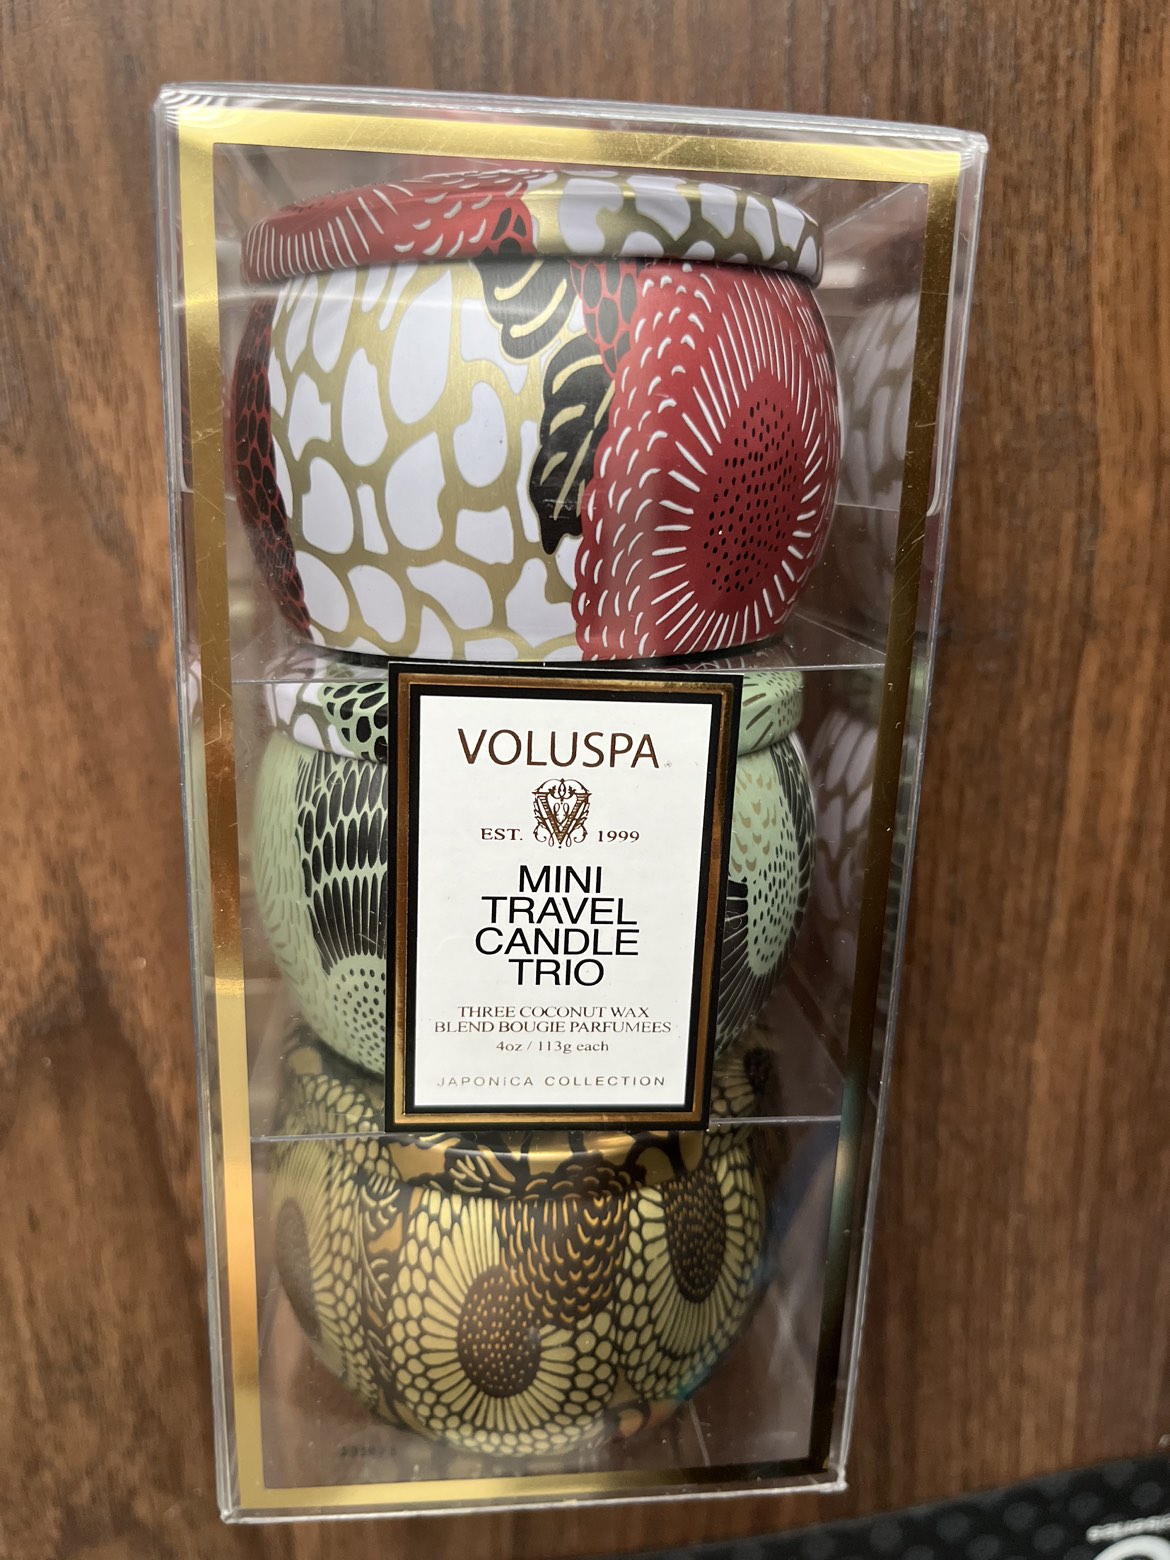 VOLUSPA
EST. 1999
MINI
TRAVEL
CANDLE
TRIO
THREE COCONUT WAX
BLEND BOUGIE PARFUMEES
4oz / 113g each
JAPONiCA COLLECTION